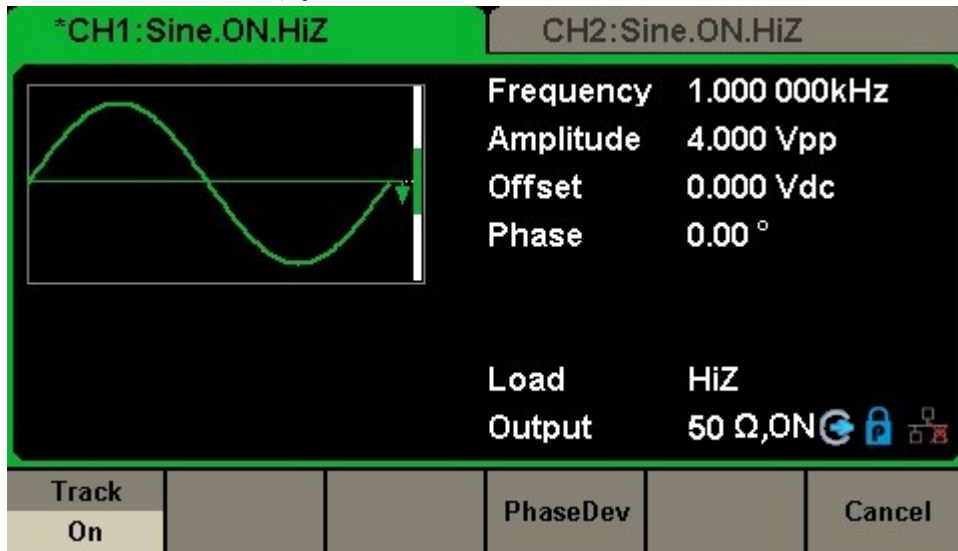 *CH1:Sine.ON.HiZ
CH2:Sine.ON.HiZ
Frequency 1.000 000kHz
Amplitude 4.000 Vpp
Offset 0.000 Vdc
Phase 0.00 °
Load HiZ
Output 50 Ω,ON
P
Track
On
PhaseDev
Cancel